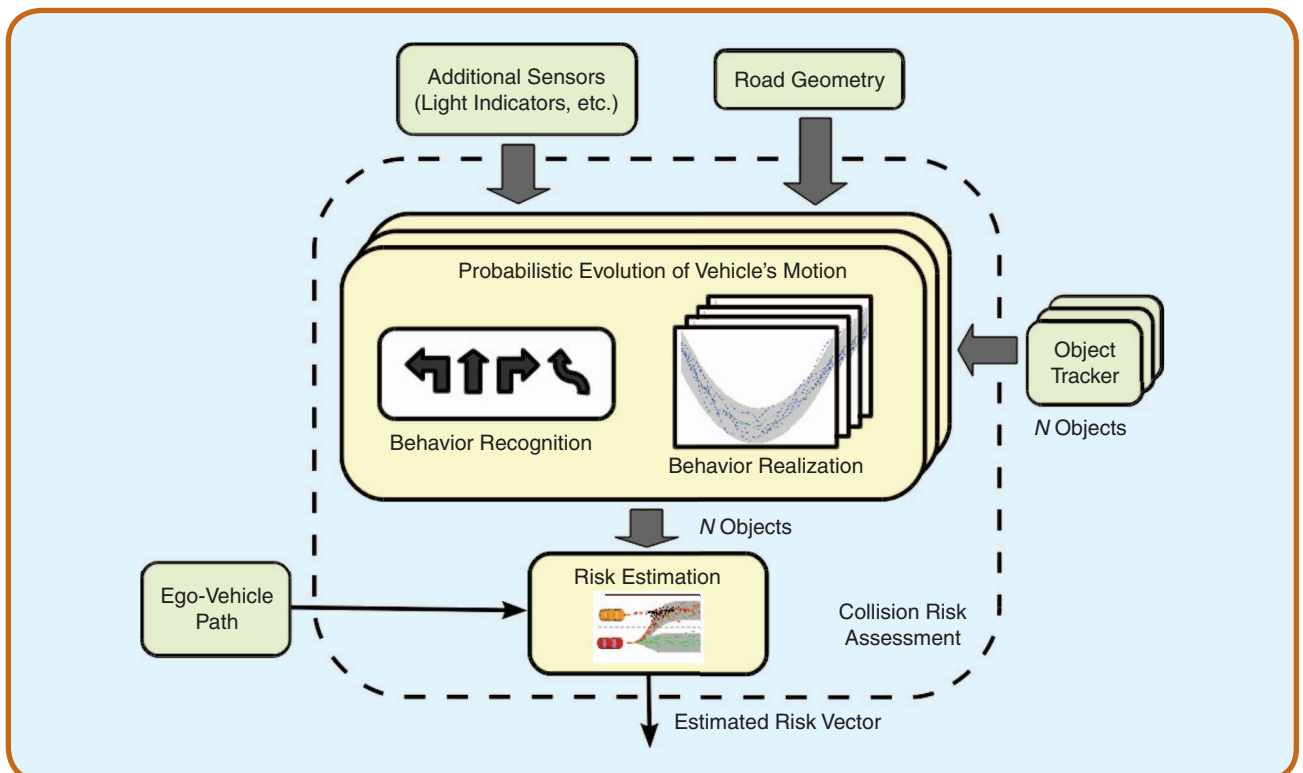 Additional Sensors
(Light Indicators, etc.)
Road Geometry
Probabilistic Evolution of Vehicle's Motion
Behavior Recognition
Behavior Realization
Object
Tracker
N Objects
N Objects
Risk Estimation
Ego-Vehicle
Path
Collision Risk
Assessment
Estimated Risk Vector